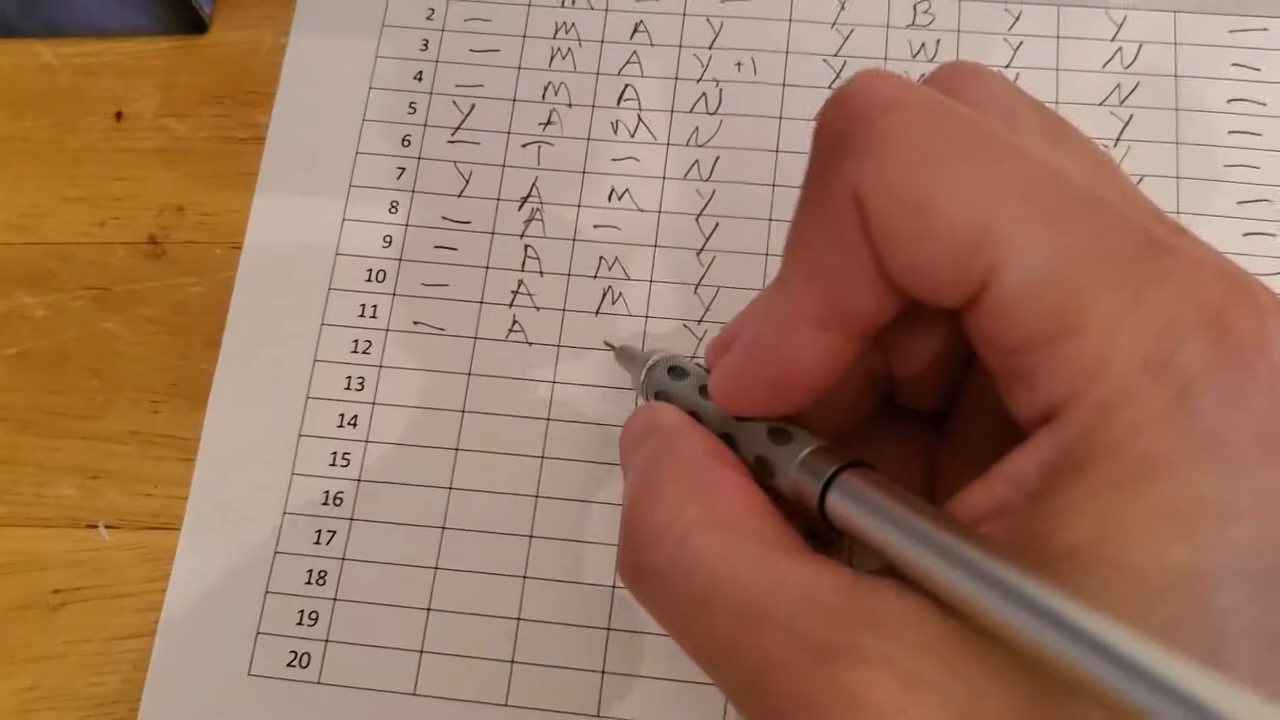 M — — Y B Y Y —
2 — M A Y Y W Y N —
3 — M A Y, +1 Y N —
4 — M A N Y —
5 Y A M N —
6 — T — N —
7 Y A M Y —
8 — A — Y
9 — A M Y
10 — A M Y
11 — A Y
12
13
14
15
16
17
18
19
20